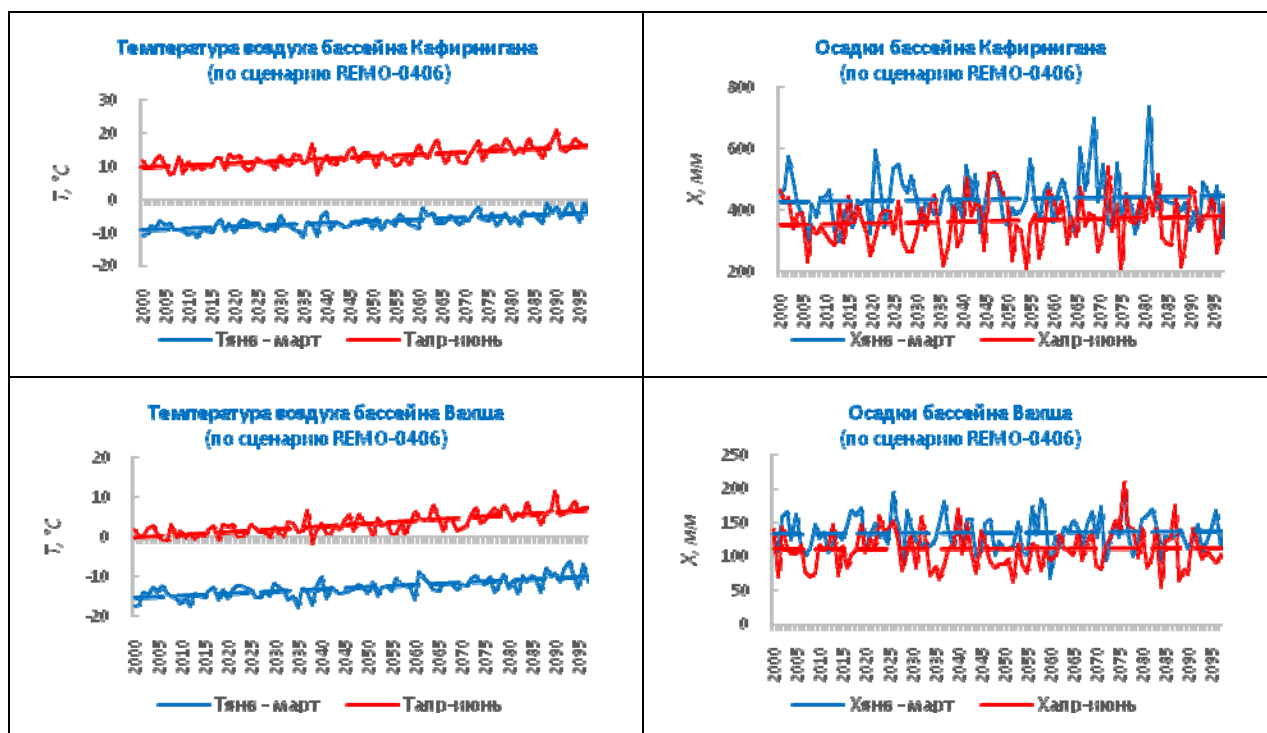 Температура воздуха бассейна Кафирнигана
(по сценарию REMO-0406)
30
20
10
0
-10
-20
T, °C
2000 2005 2010 2015 2020 2025 2030 2035 2040 2045 2050 2055 2060 2065 2070 2075 2080 2085 2090 2095
Тянв - март Тапр-июнь
Осадки бассейна Кафирнигана
(по сценарию REMO-0406)
800
600
400
200
X, мм
2000 2005 2010 2015 2020 2025 2030 2035 2040 2045 2050 2055 2060 2065 2070 2075 2080 2085 2090 2095
Хянв - март Хапр-июнь
Температура воздуха бассейна Вахша
(по сценарию REMO-0406)
20
10
0
-10
-20
T, °C
2000 2005 2010 2015 2020 2025 2030 2035 2040 2045 2050 2055 2060 2065 2070 2075 2080 2085 2090 2095
Тянв - март Тапр-июнь
Осадки бассейна Вахша
(по сценарию REMO-0406)
250
200
150
100
50
0
X, мм
2000 2005 2010 2015 2020 2025 2030 2035 2040 2045 2050 2055 2060 2065 2070 2075 2080 2085 2090 2095
Хянв - март Хапр-июнь